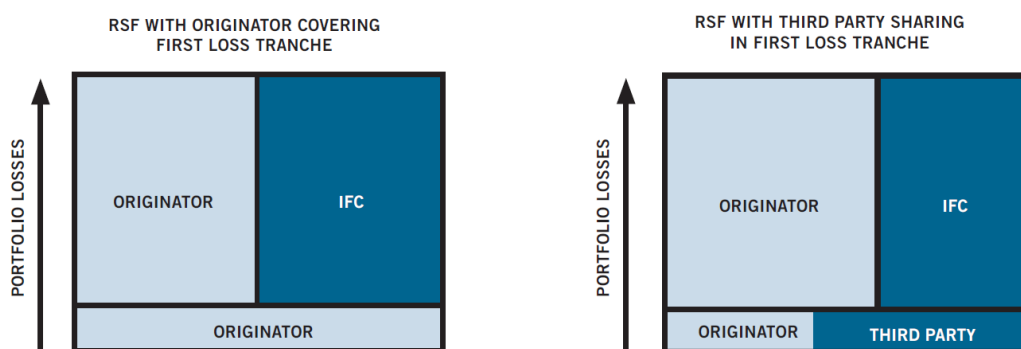 RSF WITH ORIGINATOR COVERING
FIRST LOSS TRANCHE
PORTFOLIO LOSSES
ORIGINATOR
IFC
ORIGINATOR
RSF WITH THIRD PARTY SHARING
IN FIRST LOSS TRANCHE
PORTFOLIO LOSSES
ORIGINATOR
IFC
ORIGINATOR
THIRD PARTY